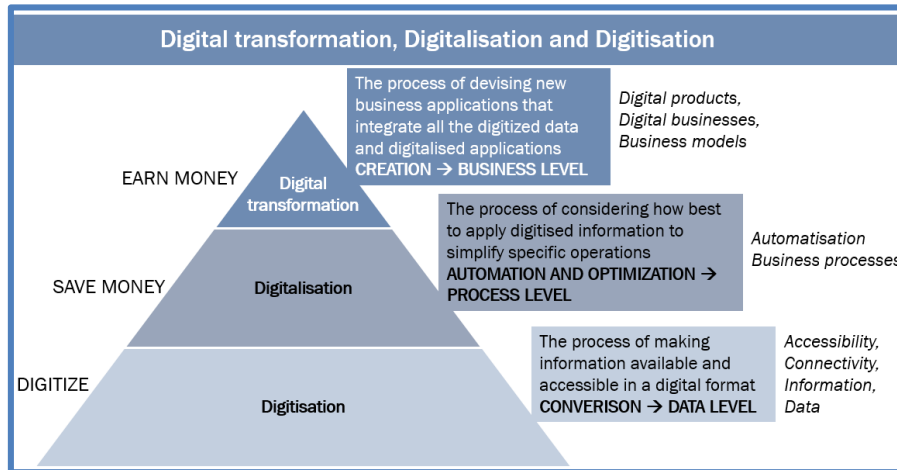 Digital transformation, Digitalisation and Digitisation
The process of devising new
business applications that
integrate all the digitized data
and digitalised applications
CREATION → BUSINESS LEVEL
Digital products,
Digital businesses,
Business models
EARN MONEY
Digital
transformation
The process of considering how best
to apply digitised information to
simplify specific operations
AUTOMATION AND OPTIMIZATION →
PROCESS LEVEL
Automatisation
Business processes
SAVE MONEY
Digitalisation
The process of making
information available and
accessible in a digital format
CONVERISON → DATA LEVEL
Accessibility,
Connectivity,
Information,
Data
DIGITIZE
Digitisation